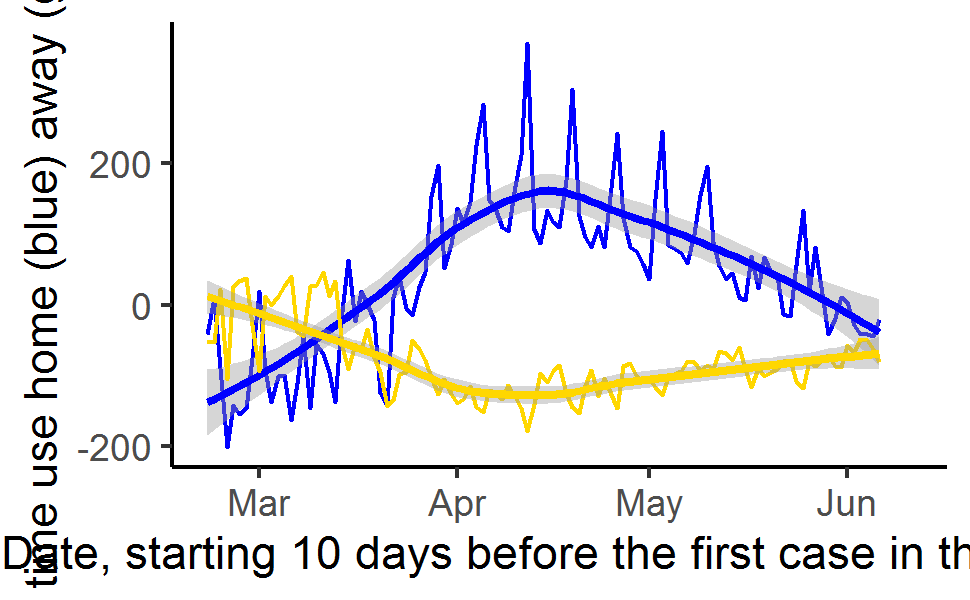 time use home (blue) away (
200
0
-200
Mar Apr May Jun
Date, starting 10 days before the first case in th